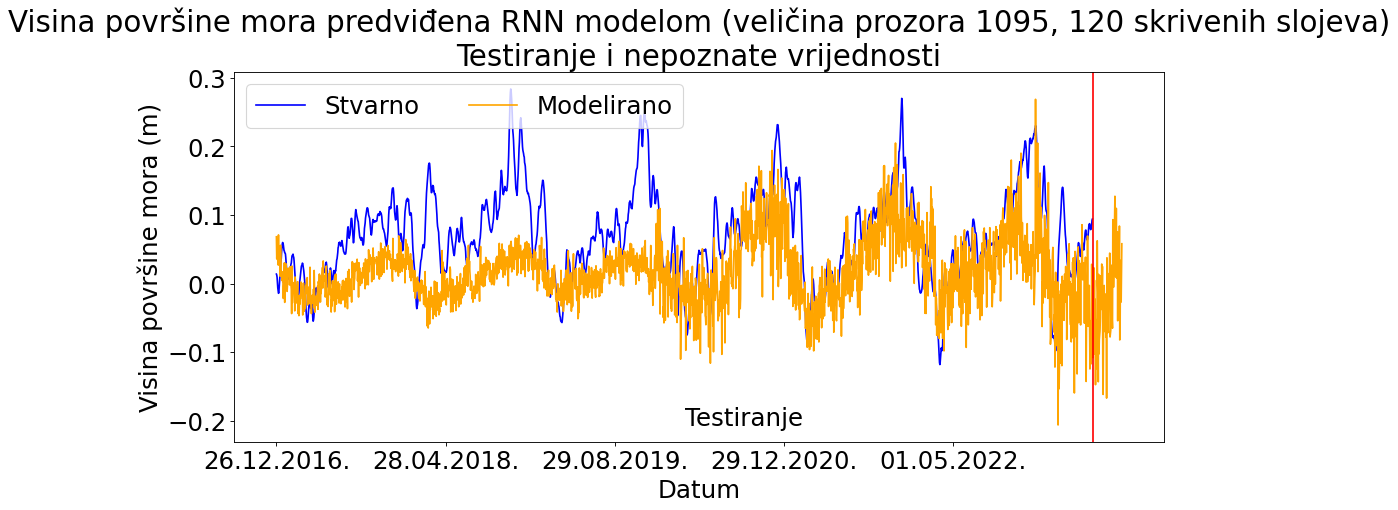 Visina površine mora predviđena RNN modelom (veličina prozora 1095, 120 skrivenih slojeva)
Testiranje i nepoznate vrijednosti
Visina površine mora (m)
0.3
0.2
0.1
0.0
−0.1
−0.2
Stvarno
Modelirano
Testiranje
26.12.2016.
28.04.2018.
29.08.2019.
29.12.2020.
01.05.2022.
Datum